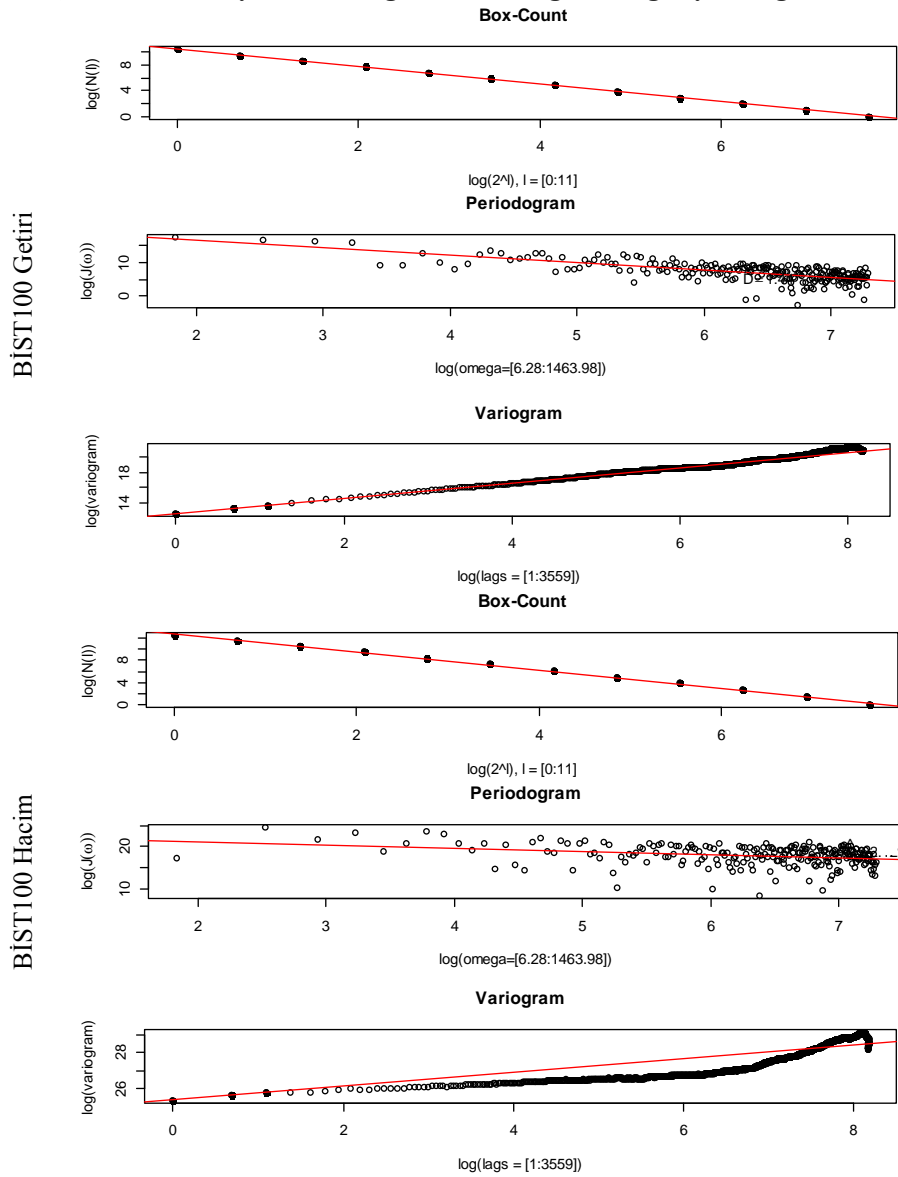 Box-Count
log(N(l))
8
4
0
0 2 4 6
log(2^l), l = [0:11]
BİST100 Getiri
Periodogram
log(J(ω))
10
0
2 3 4 5 6 7
log(omega=[6.28:1463.98])
Variogram
log(variogram)
18
14
0 2 4 6 8
log(lags = [1:3559])
BİST100 Hacim
Box-Count
log(N(l))
8
4
0
0 2 4 6
log(2^l), l = [0:11]
Periodogram
log(J(ω))
20
10
2 3 4 5 6 7
log(omega=[6.28:1463.98])
Variogram
log(variogram)
28
26
0 2 4 6 8
log(lags = [1:3559])